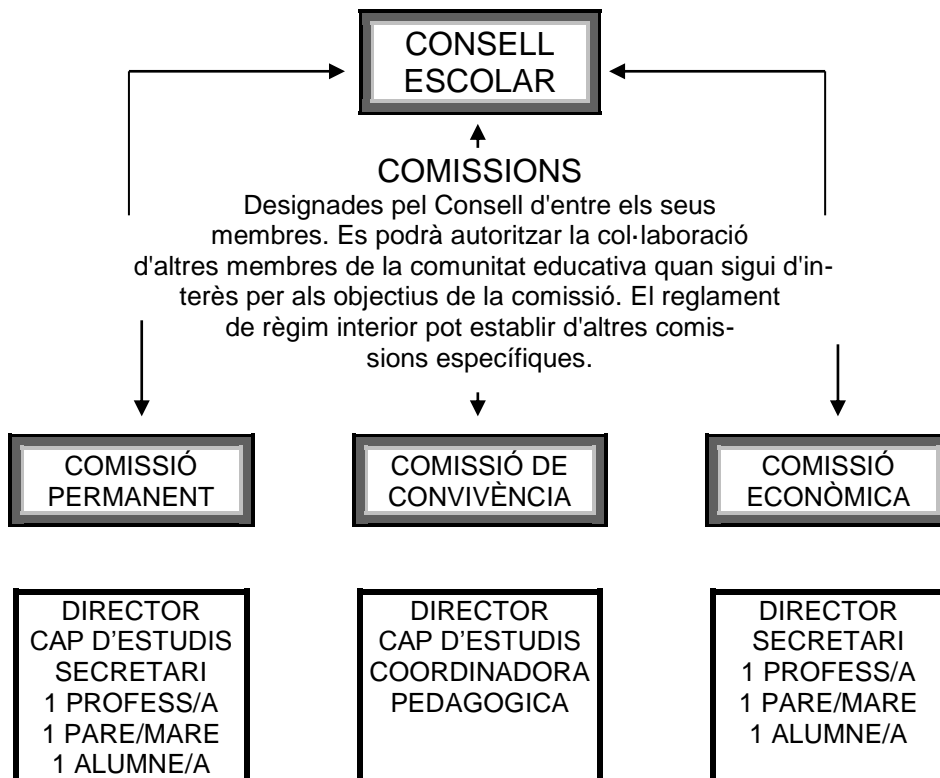 CONSELL
ESCOLAR
COMISSIONS
Designades pel Consell d'entre els seus
membres. Es podrà autoritzar la col·laboració
d'altres membres de la comunitat educativa quan sigui d'in-
terès per als objectius de la comissió. El reglament
de règim interior pot establir d'altres comis-
sions específiques.
COMISSIÓ
PERMANENT
COMISSIÓ DE
CONVIVÈNCIA
COMISSIÓ
ECONÒMICA
DIRECTOR
CAP D'ESTUDIS
SECRETARI
1 PROFESS/A
1 PARE/MARE
1 ALUMNE/A
DIRECTOR
CAP D'ESTUDIS
COORDINADORA
PEDAGOGICA
DIRECTOR
SECRETARI
1 PROFESS/A
1 PARE/MARE
1 ALUMNE/A